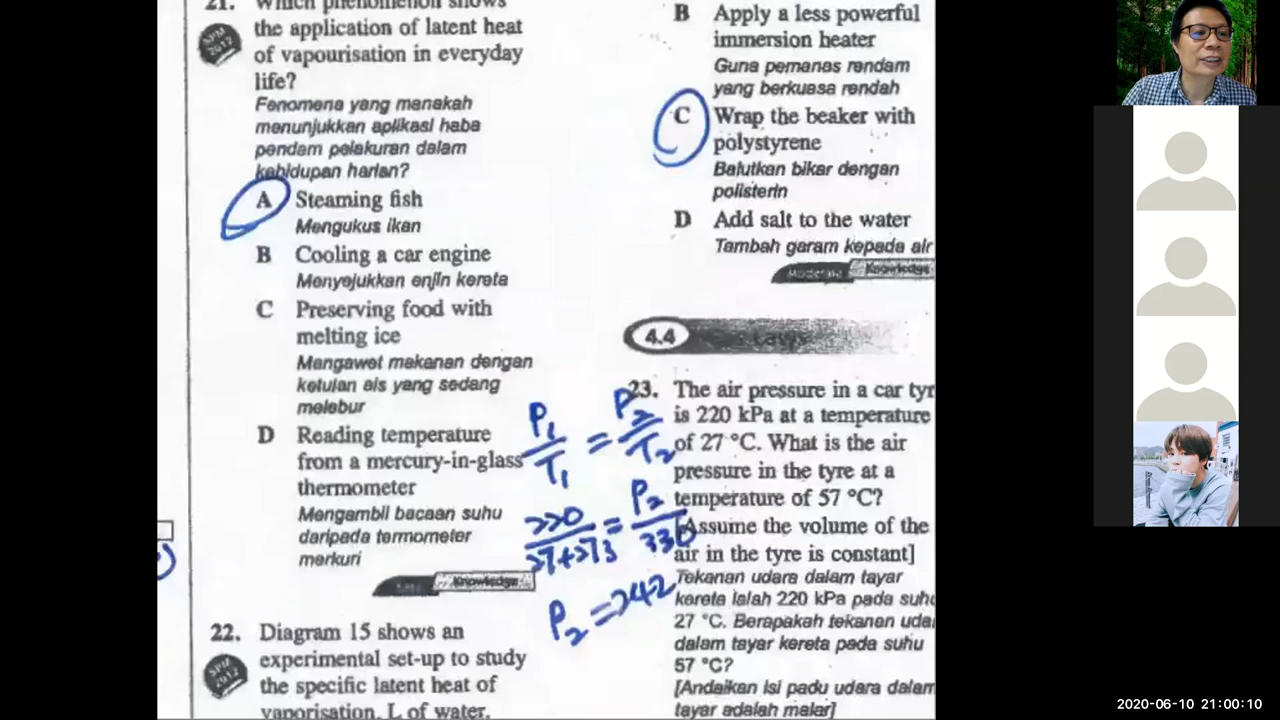 21. Which phenomenon shows
the application of latent heat
of vapourisation in everyday
life?
Fenomena yang manakah
menunjukkan aplikasi haba
pendam pelakuran dalam
kehidupan harian?
A Steaming fish
Mengukus ikan
B Cooling a car engine
Menyejukkan enjin kereta
C Preserving food with
melting ice
Mengawet makanan dengan
ketulan ais yang sedang
melebur
D Reading temperature
from a mercury-in-glass
thermometer
Mengambil bacaan suhu
daripada termometer
merkuri
Knowledge
22. Diagram 15 shows an
SPM 2012
experimental set-up to study
the specific latent heat of
vaporisation, L of water.
B Apply a less powerful
immersion heater
Guna pemanas rendam
yang berkuasa rendah
C Wrap the beaker with
polystyrene
Balutkan bikar dengan
polisterin
D Add salt to the water
Tambah garam kepada air
Moderate Knowledge
4.4
23. The air pressure in a car tyr
is 220 kPa at a temperature
of 27 °C. What is the air
pressure in the tyre at a
temperature of 57 °C?
[Assume the volume of the
air in the tyre is constant]
Tekanan udara dalam tayar
kereta ialah 220 kPa pada suhu
27 °C. Berapakah tekanan uda
dalam tayar kereta pada suhu
57 °C?
[Andaikan isi padu udara dalam
tayar adalah malar]
P1/T1 = P2/T2
220/27+273 = P2/330
P2 = 242
2020-06-10 21:00:10